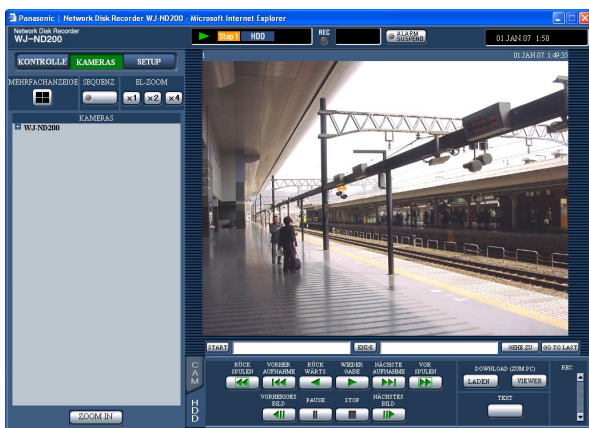 Panasonic | Network Disk Recorder WJ-ND200 - Microsoft Internet Explorer
Network Disk Recorder
WJ-ND200
Step 1 HDD
REC
ALARM SUSPEND
01.JAN.07 1:50
KONTROLLE KAMERAS SETUP
1 01.JAN.07 1:49:35
MEHRFACHANZEIGE SEQUENZ EL-ZOOM
x1 x2 x4
KAMERAS
WJ-ND200
START ENDE GEHE ZU GO TO LAST
CAM
HDD
RÜCK SPULEN
VORHER AUFNAHME
RÜCK WÄRTS
WIEDER GABE
NÄCHSTE AUFNAHME
VOR SPULEN
DOWNLOAD (ZUM PC)
REC
LADEN VIEWER
VORHERIGES BILD
PAUSE
STOP
NÄCHSTES BILD
TEXT
ZOOM IN